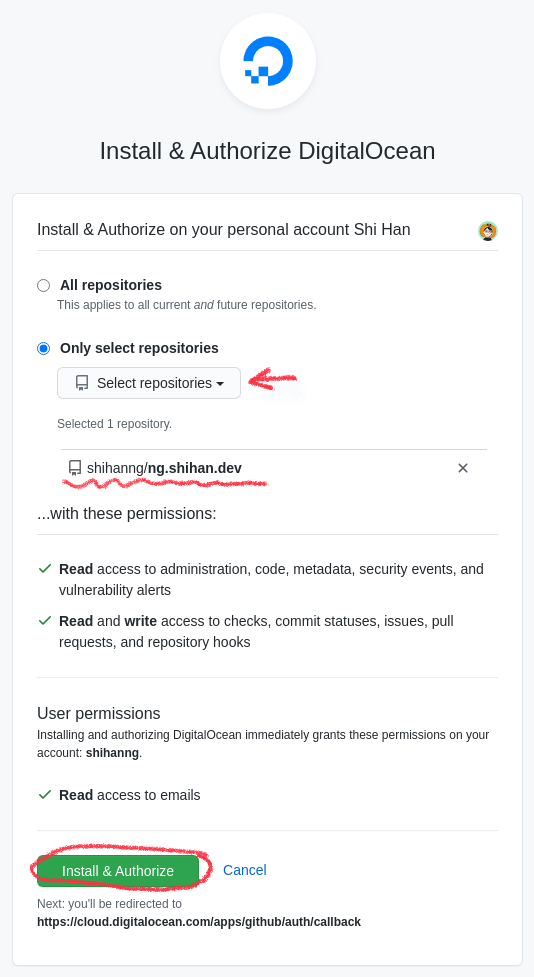 Install & Authorize DigitalOcean
Install & Authorize on your personal account Shi Han
All repositories
This applies to all current and future repositories.
Only select repositories
Select repositories
Selected 1 repository.
shihanng/ng.shihan.dev
...with these permissions:
Read access to administration, code, metadata, security events, and
vulnerability alerts
Read and write access to checks, commit statuses, issues, pull
requests, and repository hooks
User permissions
Installing and authorizing DigitalOcean immediately grants these permissions on your
account: shihanng.
Read access to emails
Install & Authorize
Cancel
Next: you'll be redirected to
https://cloud.digitalocean.com/apps/github/auth/callback